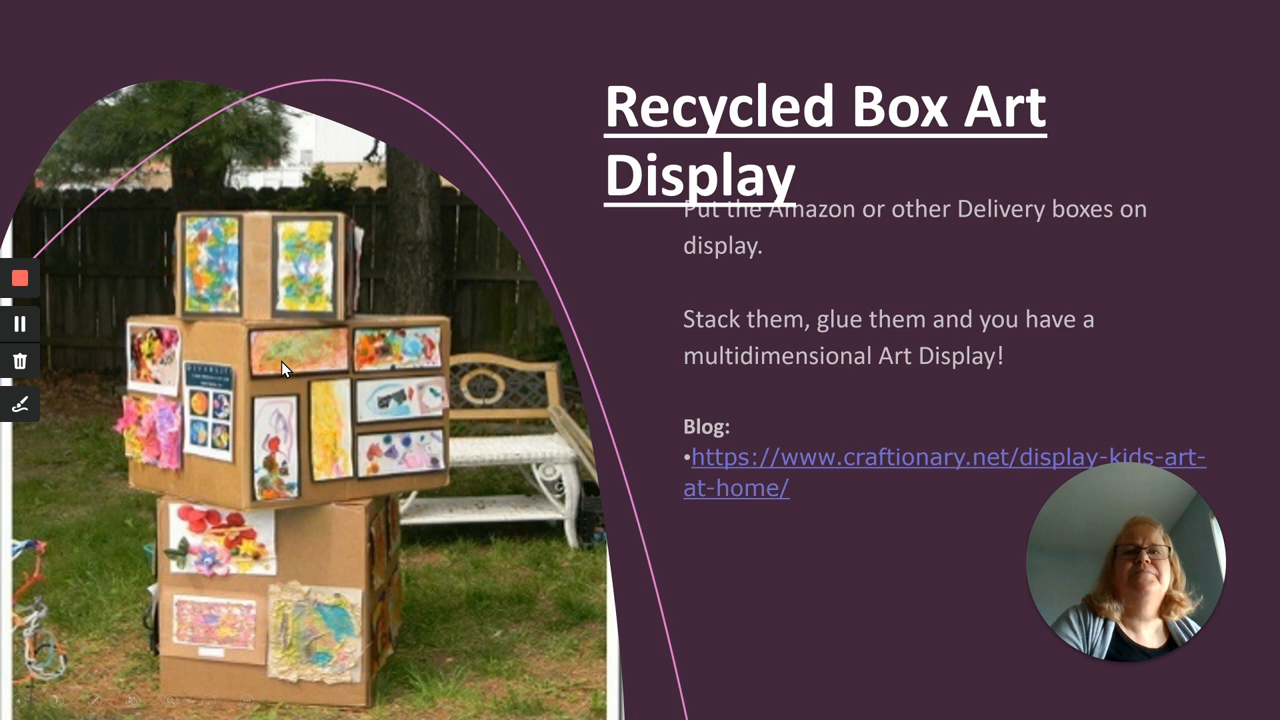 Recycled Box Art
Display
Put the Amazon or other Delivery boxes on
display.
Stack them, glue them and you have a
multidimensional Art Display!
Blog:
•https://www.craftionary.net/display-kids-art-
at-home/